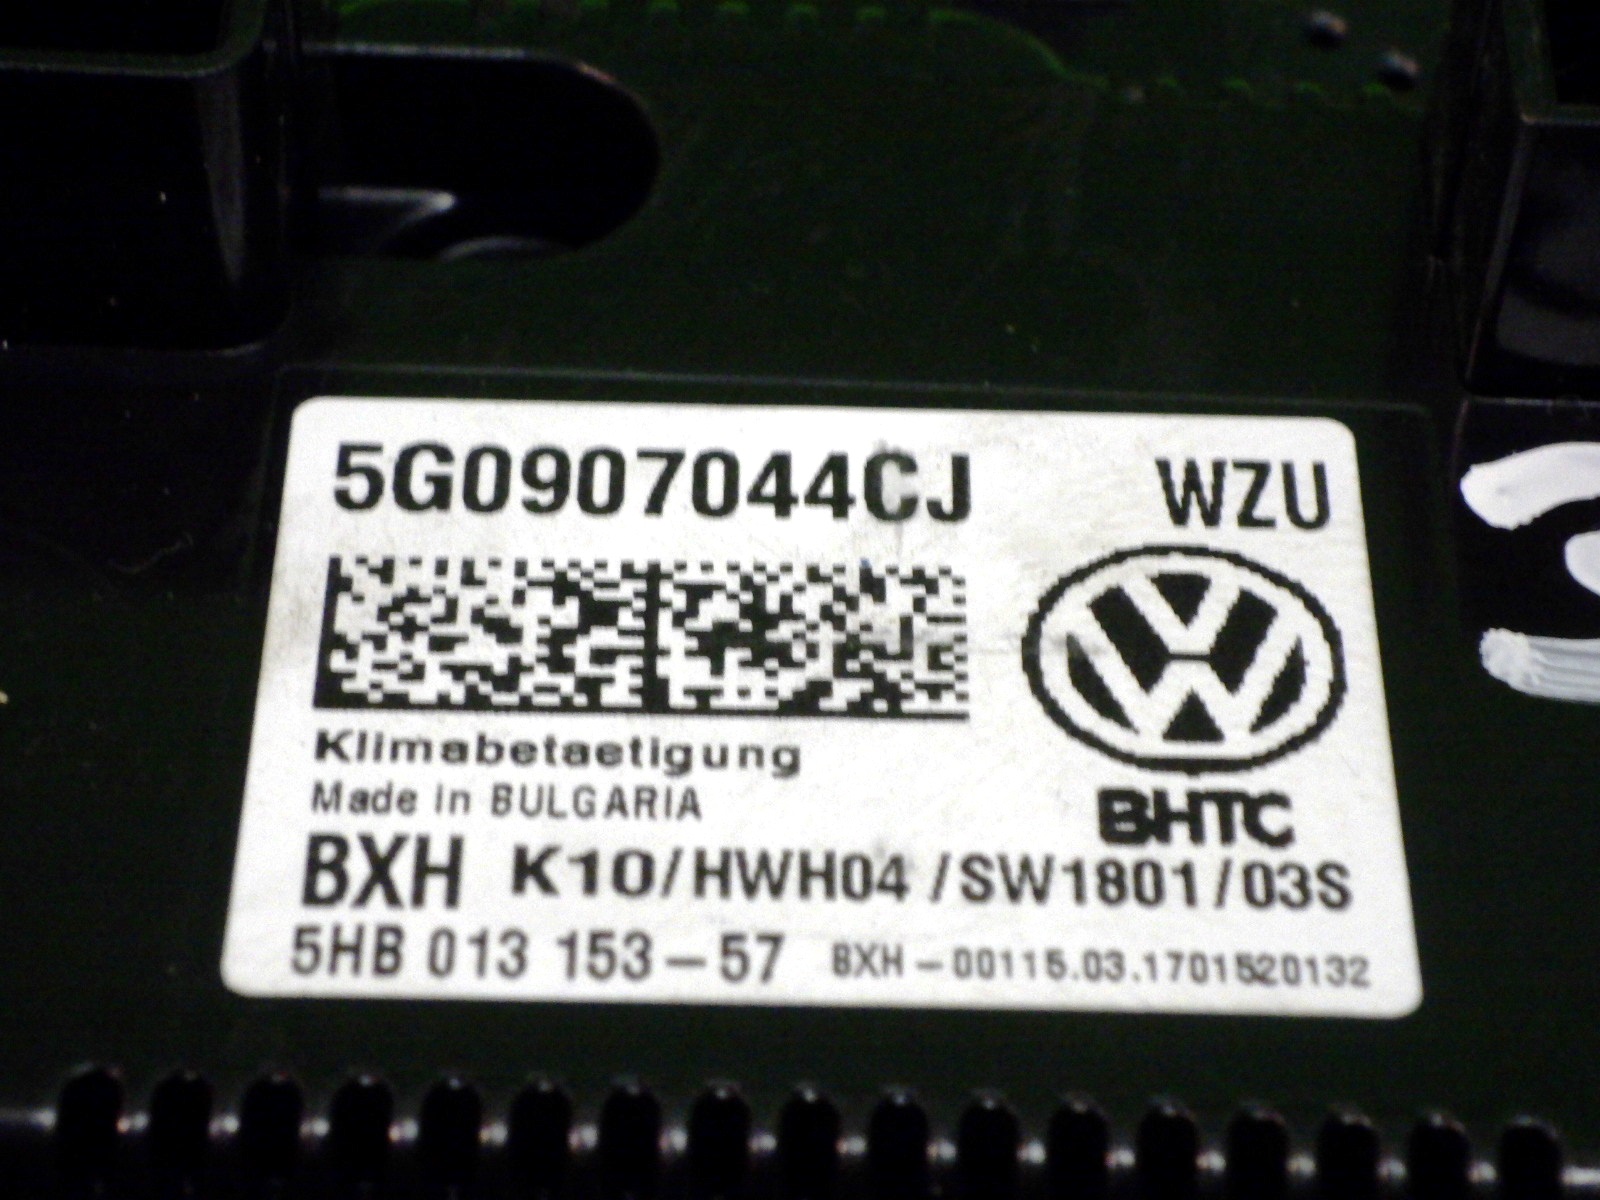 5G0907044CJ WZU
Klimabetaetigung
Made in BULGARIA
BHTC
BXH K10/HWH04 /SW1801/03S
5HB 013 153-57 BXH-00115.03.1701520132